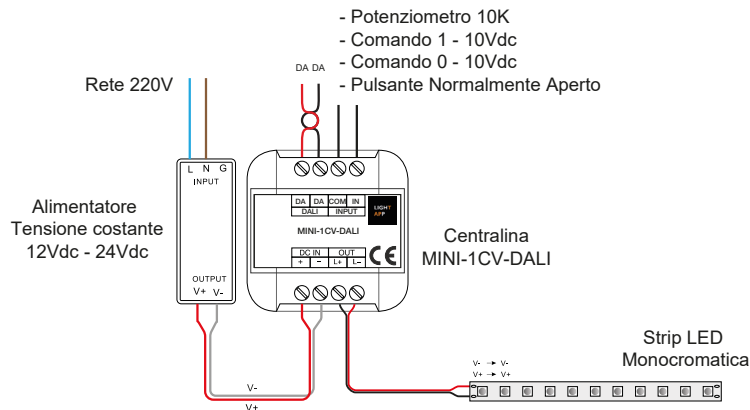 - Potenziometro 10K
- Comando 1 - 10Vdc
- Comando 0 - 10Vdc
- Pulsante Normalmente Aperto
DA DA
Rete 220V
L N G
INPUT
Alimentatore
Tensione costante
12Vdc - 24Vdc
OUTPUT
V+ V-
DA DA COM IN
DALI INPUT
LIGHT
APP
MINI-1CV-DALI
DC IN OUT
+ - L+ L-
CE
Centralina
MINI-1CV-DALI
Strip LED
Monocromatica
V- → V-
V+ → V+
V-
V+